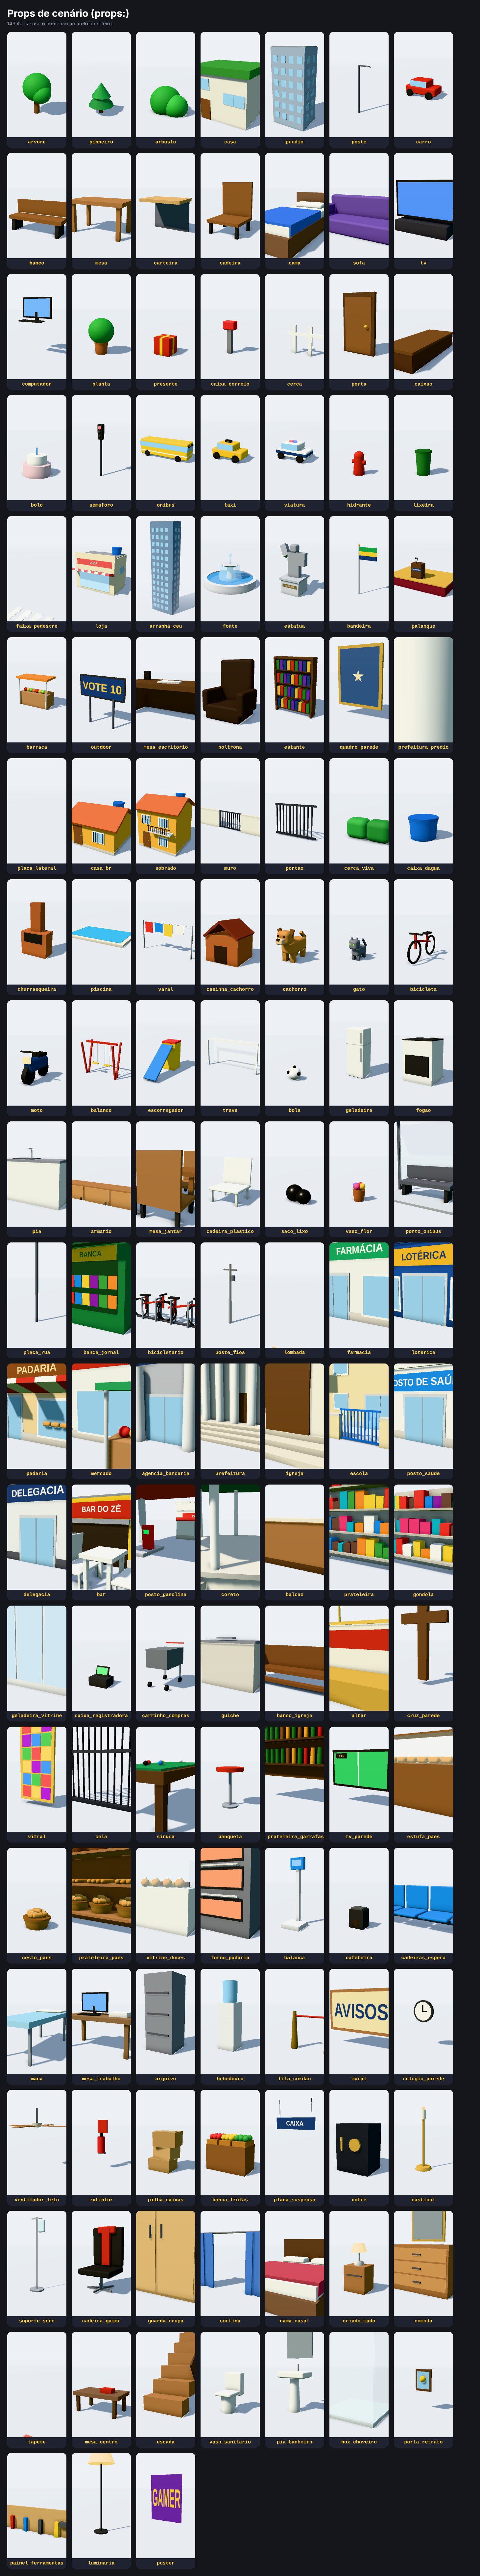 Props de cenário (props:)
143 itens · use o nome em amarelo no roteiro
arvore
pinheiro
arbusto
casa
predio
poste
carro
banco
mesa
carteira
cadeira
cama
sofa
tv
computador
planta
presente
caixa_correio
cerca
porta
caixao
bolo
semaforo
onibus
taxi
viatura
hidrante
lixeira
faixa_pedestre
loja
arranha_ceu
fonte
estatua
bandeira
palanque
VOTE 10
barraca
outdoor
mesa_escritorio
poltrona
estante
quadro_parede
prefeitura_predio
placa_lateral
casa_br
sobrado
muro
portao
cerca_viva
caixa_dagua
churrasqueira
piscina
varal
casinha_cachorro
cachorro
gato
bicicleta
moto
balanco
escorregador
trave
bola
geladeira
fogao
pia
armario
mesa_jantar
cadeira_plastico
saco_lixo
vaso_flor
ponto_onibus
BANCA
FARMÁCIA
LOTÉRICA
placa_rua
banca_jornal
bicicletario
poste_fios
lombada
farmacia
loterica
PADARIA
OSTO DE SAÚ
padaria
mercado
agencia_bancaria
prefeitura
igreja
escola
posto_saude
DELEGACIA
BAR DO ZÉ
delegacia
bar
posto_gasolina
coreto
balcao
prateleira
gondola
geladeira_vitrine
caixa_registradora
carrinho_compras
guiche
banco_igreja
altar
cruz_parede
vitral
cela
sinuca
banqueta
prateleira_garrafas
tv_parede
estufa_paes
cesto_paes
prateleira_paes
vitrine_doces
forno_padaria
balanca
cafeteira
cadeiras_espera
AVISOS
maca
mesa_trabalho
arquivo
bebedouro
fila_cordao
mural
relogio_parede
CAIXA
ventilador_teto
extintor
pilha_caixas
banca_frutas
placa_suspensa
cofre
castical
suporte_soro
cadeira_gamer
guarda_roupa
cortina
cama_casal
criado_mudo
comoda
tapete
mesa_centro
escada
vaso_sanitario
pia_banheiro
box_chuveiro
porta_retrato
GAMER
painel_ferramentas
luminaria
poster